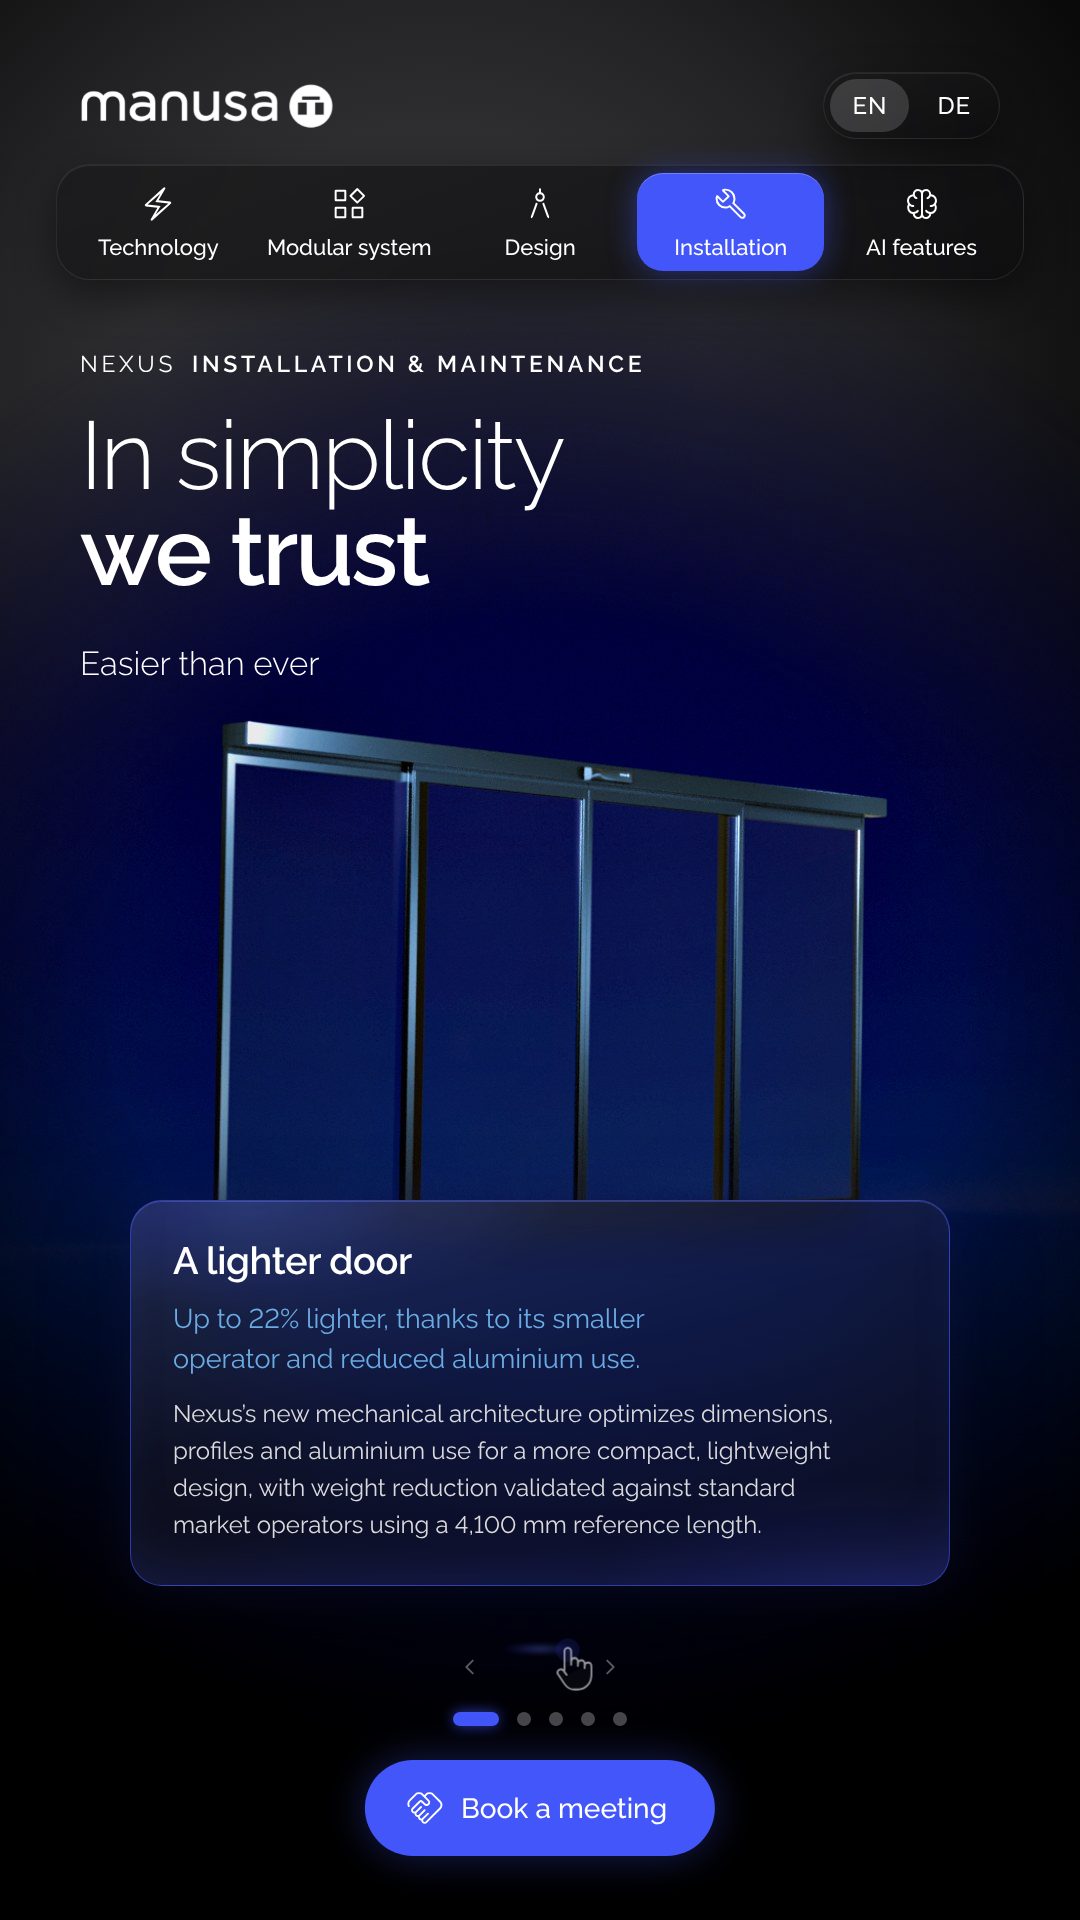 manusa
EN DE
Technology Modular system Design Installation AI features
NEXUS INSTALLATION & MAINTENANCE
In simplicity
we trust
Easier than ever
A lighter door
Up to 22% lighter, thanks to its smaller
operator and reduced aluminium use.
Nexus’s new mechanical architecture optimizes dimensions,
profiles and aluminium use for a more compact, lightweight
design, with weight reduction validated against standard
market operators using a 4,100 mm reference length.
Book a meeting